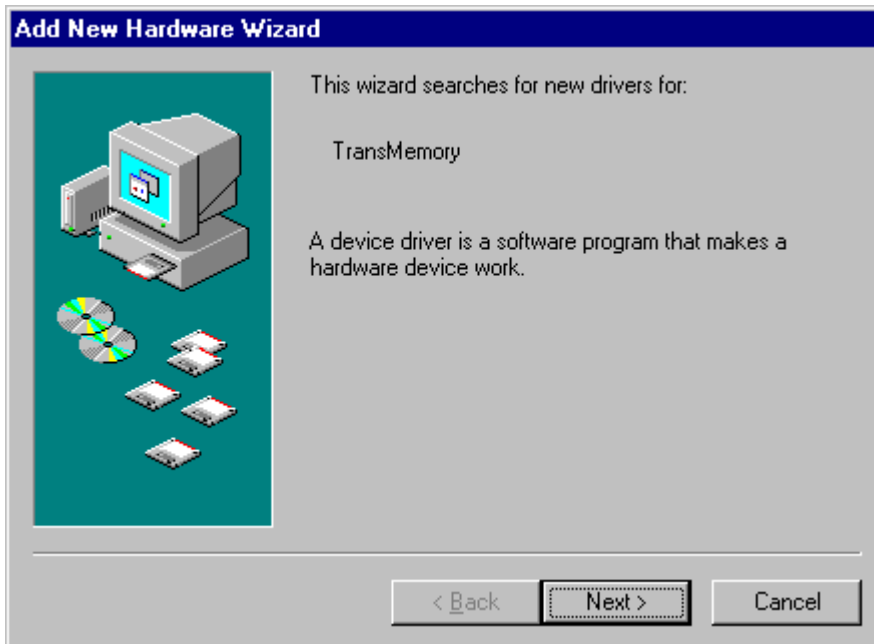 Add New Hardware Wizard
This wizard searches for new drivers for:
TransMemory
A device driver is a software program that makes a
hardware device work.
< Back
Next >
Cancel